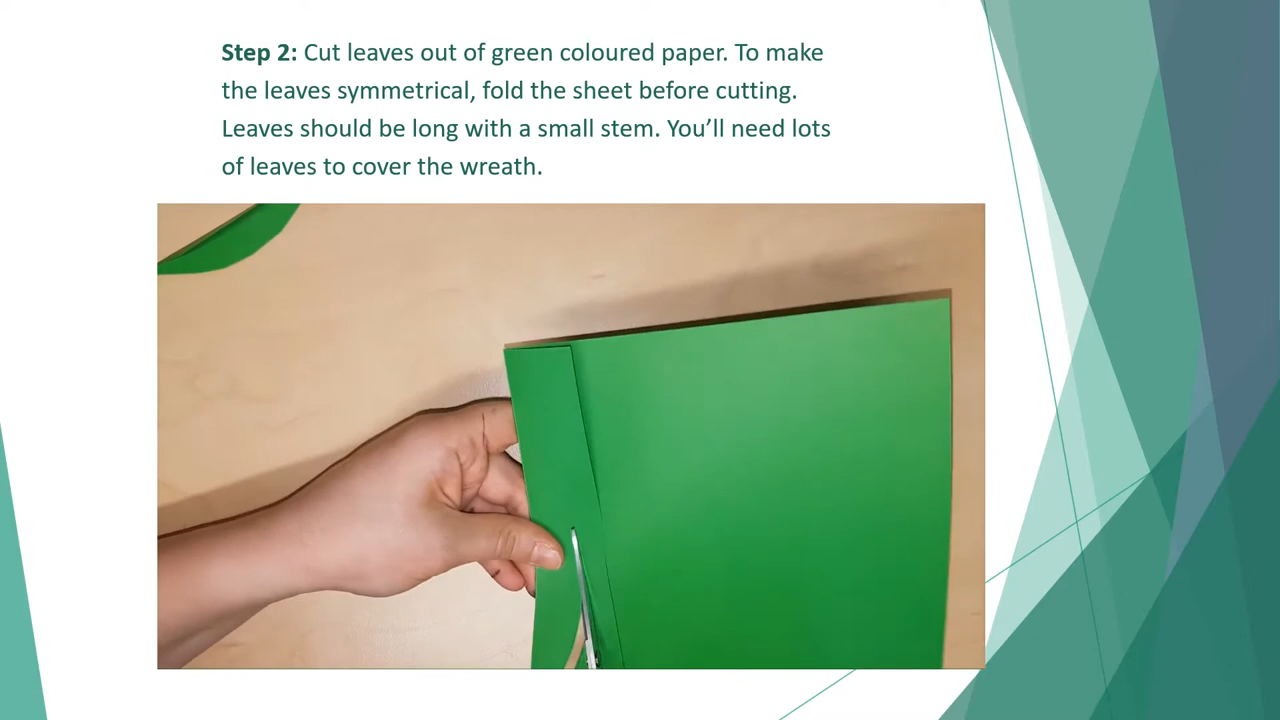 Step 2: Cut leaves out of green coloured paper. To make
the leaves symmetrical, fold the sheet before cutting.
Leaves should be long with a small stem. You’ll need lots
of leaves to cover the wreath.